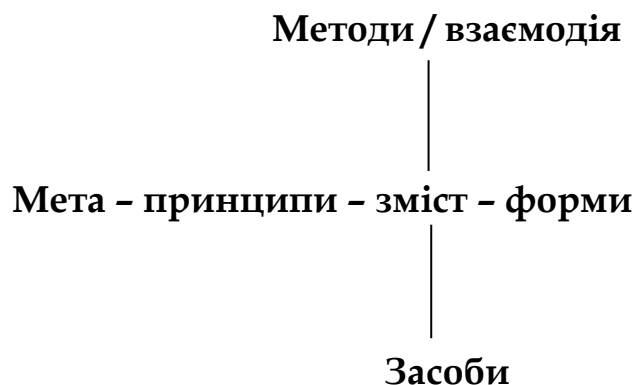 Методи / взаємодія
Мета – принципи – зміст – форми
Засоби